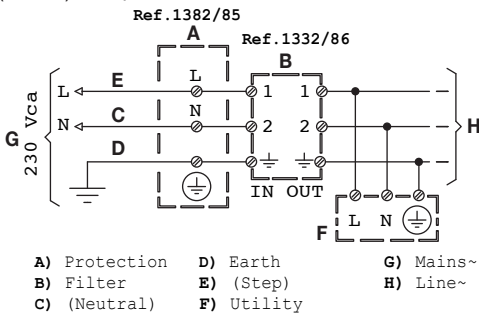 Ref.1382/85
A
Ref.1332/86
B
L E L 1 1
230 Vca
G N C N 2 2 H
D
IN OUT
F L N
A) Protection D) Earth G) Mains~
B) Filter E) (Step) H) Line~
C) (Neutral) F) Utility